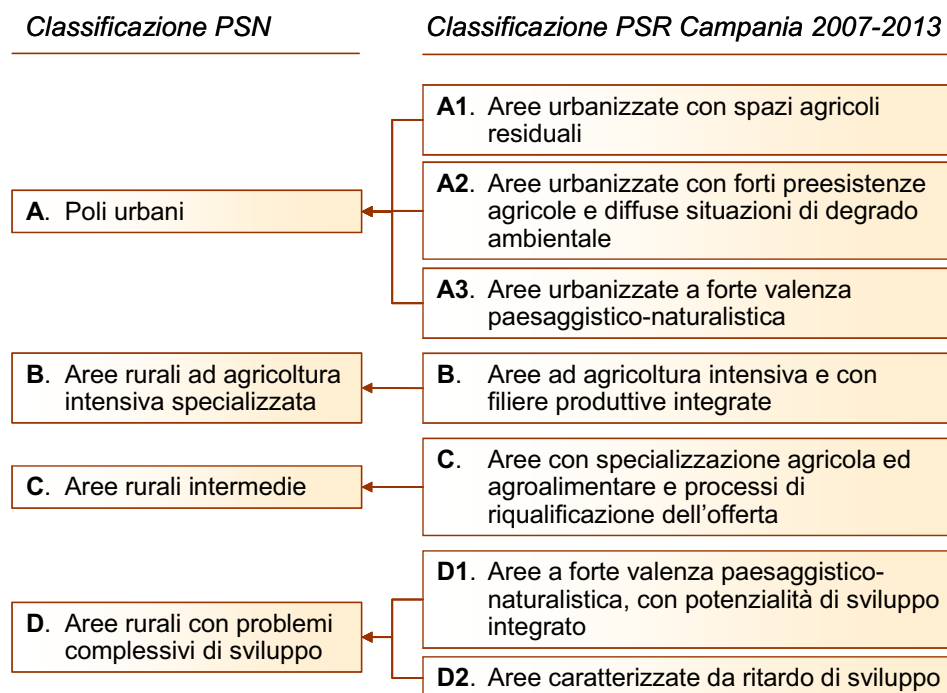 Classificazione PSN
Classificazione PSR Campania 2007-2013
A1. Aree urbanizzate con spazi agricoli
residuali
A2. Aree urbanizzate con forti preesistenze
agricole e diffuse situazioni di degrado
ambientale
A. Poli urbani
A3. Aree urbanizzate a forte valenza
paesaggistico-naturalistica
B. Aree rurali ad agricoltura
intensiva specializzata
B. Aree ad agricoltura intensiva e con
filiere produttive integrate
C. Aree rurali intermedie
C. Aree con specializzazione agricola ed
agroalimentare e processi di
riqualificazione dell'offerta
D1. Aree a forte valenza paesaggistico-
naturalistica, con potenzialità di sviluppo
integrato
D. Aree rurali con problemi
complessivi di sviluppo
D2. Aree caratterizzate da ritardo di sviluppo